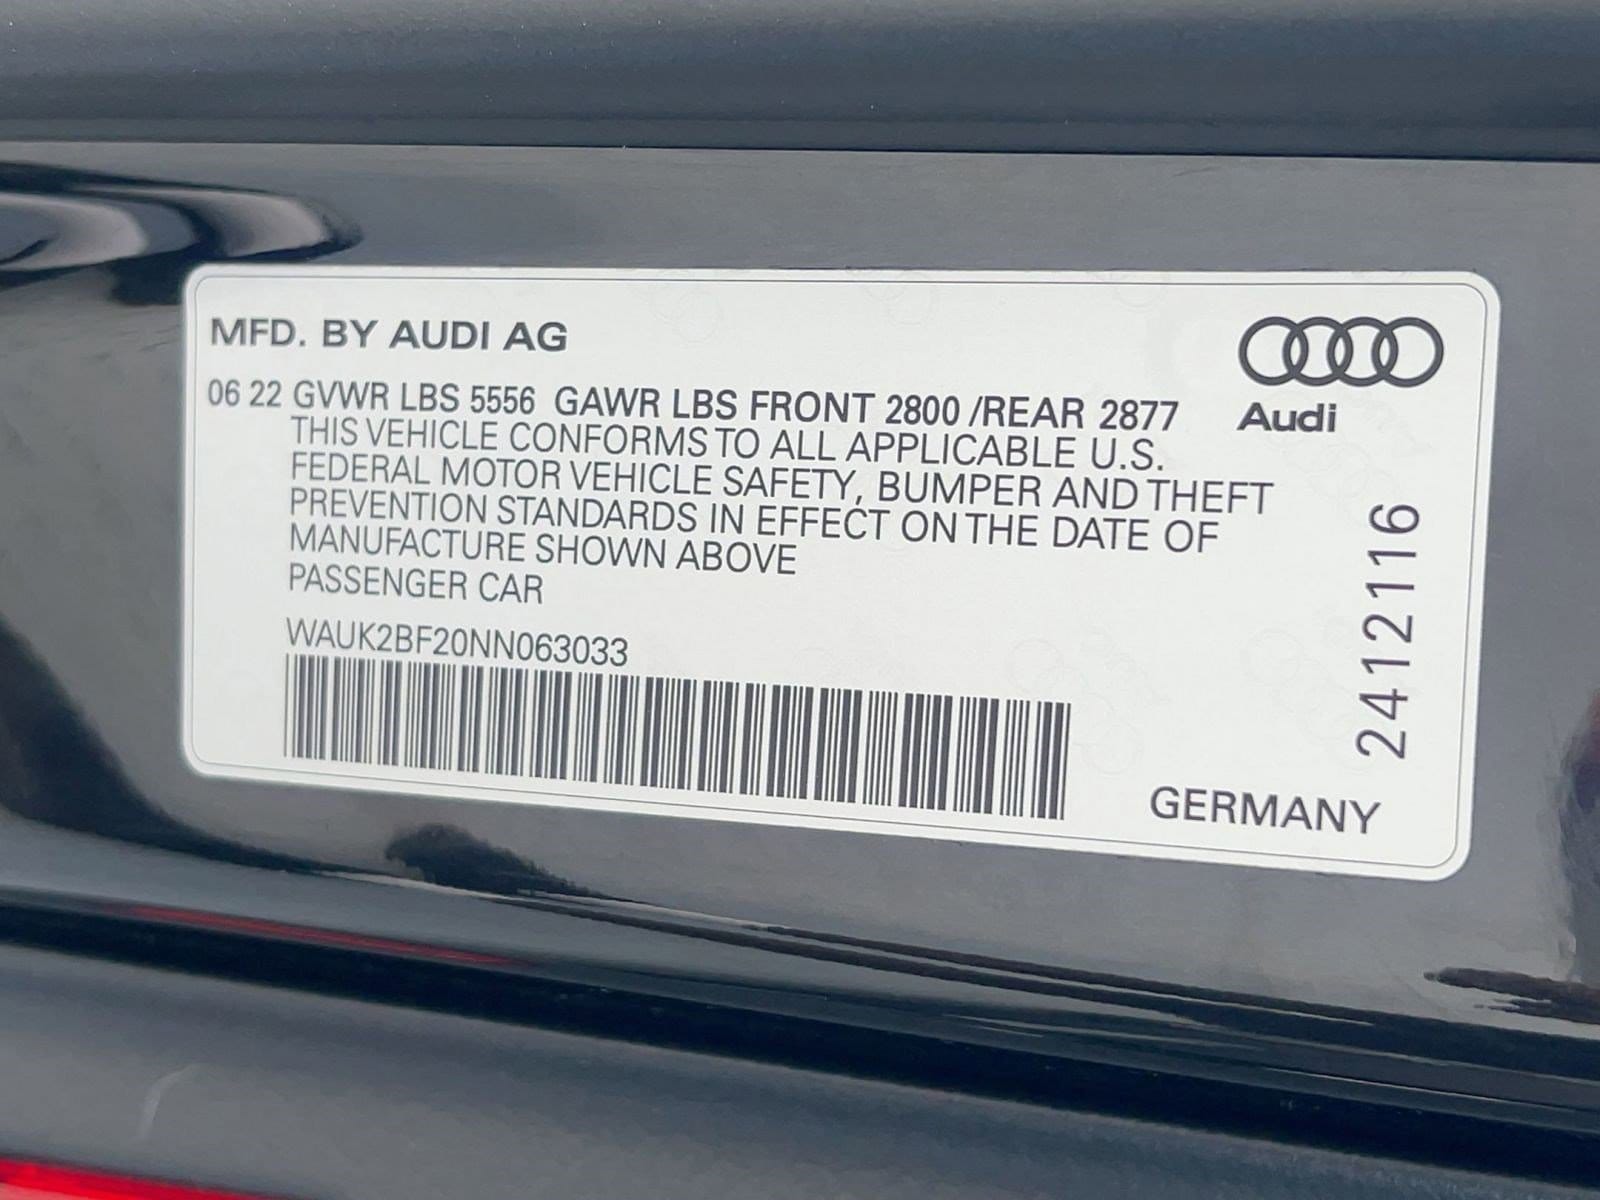 MFD. BY AUDI AG
Audi
06 22 GVWR LBS 5556 GAWR LBS FRONT 2800 /REAR 2877
THIS VEHICLE CONFORMS TO ALL APPLICABLE U.S.
FEDERAL MOTOR VEHICLE SAFETY, BUMPER AND THEFT
PREVENTION STANDARDS IN EFFECT ON THE DATE OF
MANUFACTURE SHOWN ABOVE
PASSENGER CAR
WAUK2BF20NN063033
2412116
GERMANY